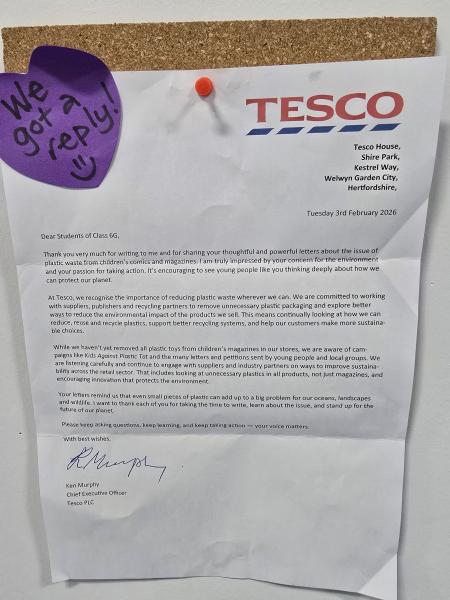 We
got a
reply!
TESCO
Tesco House,
Shire Park,
Kestrel Way,
Welwyn Garden City,
Hertfordshire,
Tuesday 3rd February 2026
Dear Students of Class 6G,
Thank you very much for writing to me and for sharing your thoughtful and powerful letters about the issue of
plastic waste from children's comics and magazines. I am truly impressed by your concern for the environment
and your passion for taking action. It's encouraging to see young people like you thinking deeply about how we
can protect our planet.
At Tesco, we recognise the importance of reducing plastic waste wherever we can. We are committed to working
with suppliers, publishers and recycling partners to remove unnecessary plastic packaging and explore better
ways to reduce the environmental impact of the products we sell. This means continually looking at how we can
reduce, reuse and recycle plastics, support better recycling systems, and help our customers make more sustaina-
ble choices.
While we haven't yet removed all plastic toys from children's magazines in our stores, we are aware of cam-
paigns like Kids Against Plastic Tat and the many letters and petitions sent by young people and local groups. We
are listening carefully and continue to engage with suppliers and industry partners on ways to improve sustaina-
bility across the retail sector. That includes looking at unnecessary plastics in all products, not just magazines, and
encouraging innovation that protects the environment.
Your letters remind us that even small pieces of plastic can add up to a big problem for our oceans, landscapes
and wildlife. I want to thank each of you for taking the time to write, learn about the issue, and stand up for the
future of our planet.
Please keep asking questions, keep learning, and keep taking action — your voice matters.
With best wishes,
K Murphy
Ken Murphy
Chief Executive Officer
Tesco PLC